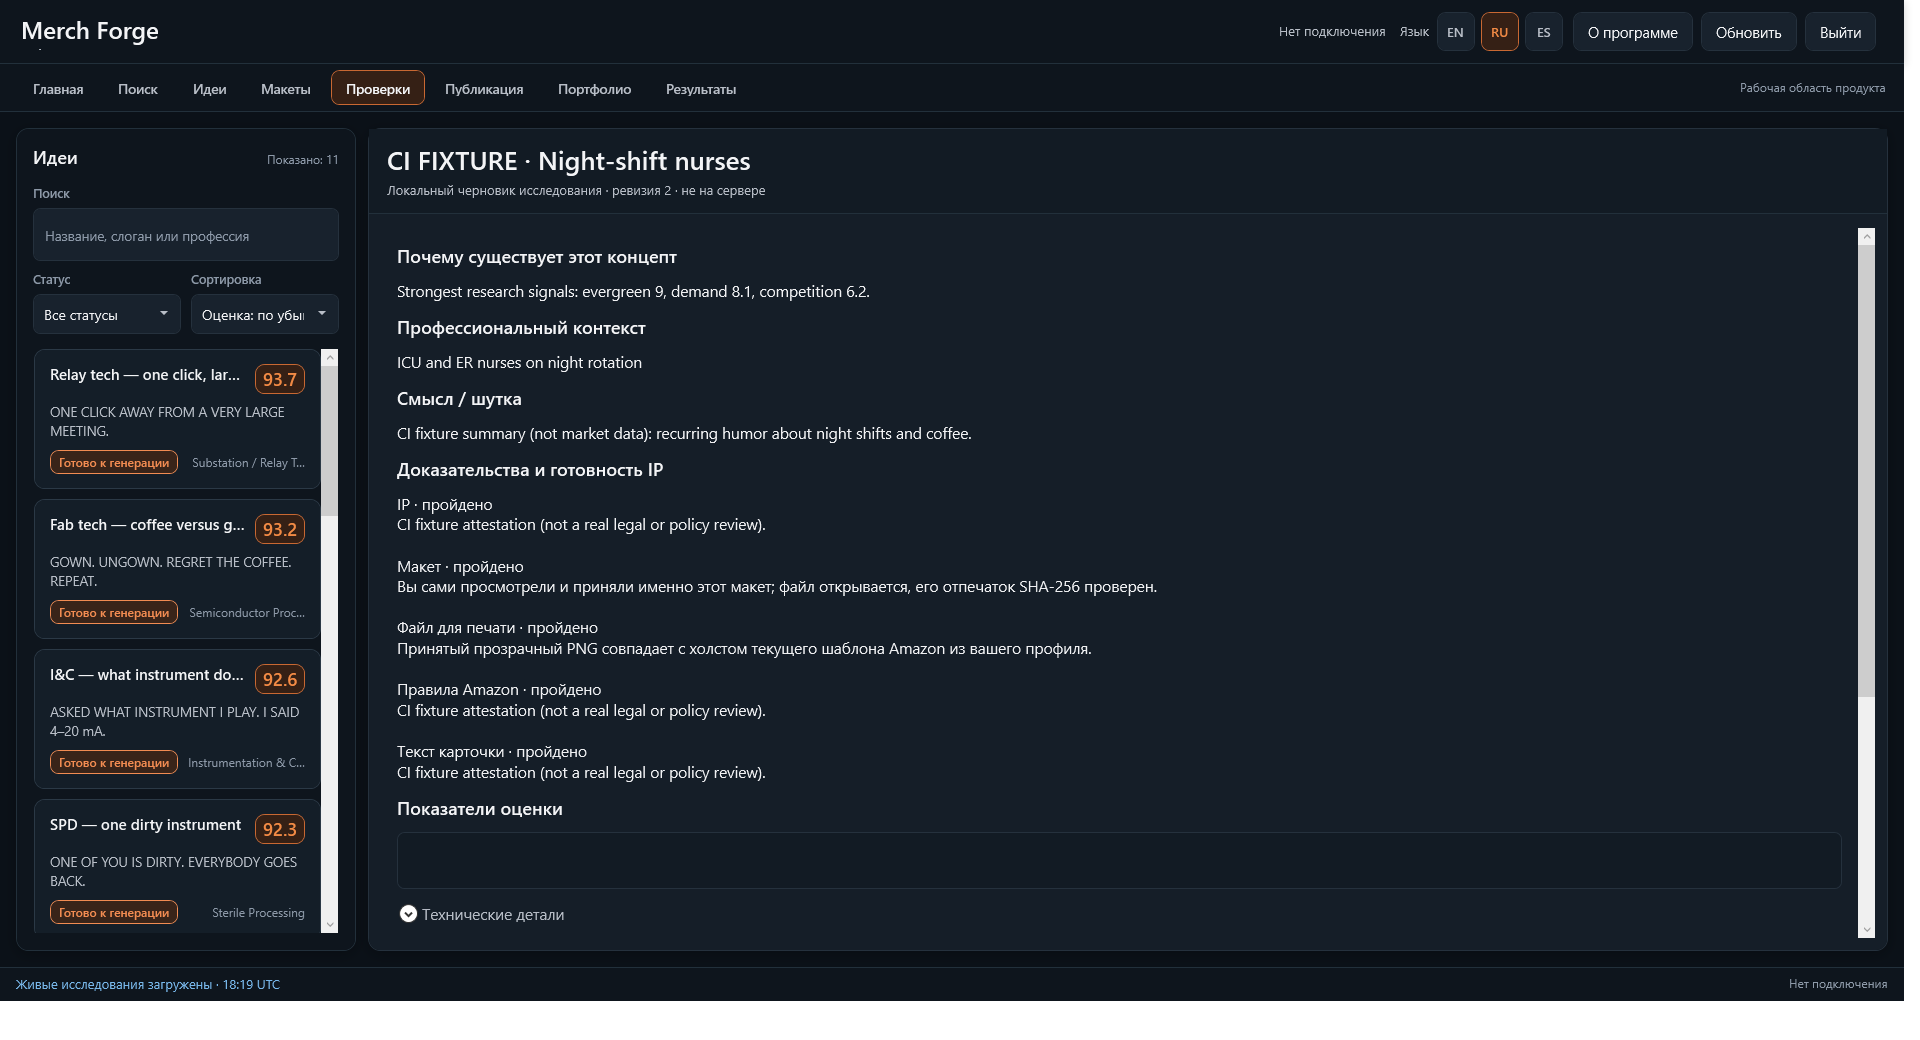 Merch Forge
Нет подключения
Язык
EN
RU
ES
О программе
Обновить
Выйти
Главная
Поиск
Идеи
Макеты
Проверки
Публикация
Портфолио
Результаты
Рабочая область продукта
Идеи
Показано: 11
Поиск
Название, слоган или профессия
Статус
Сортировка
Все статусы
Оценка: по убы
Relay tech — one click, lar...
93.7
ONE CLICK AWAY FROM A VERY LARGE
MEETING.
Готово к генерации
Substation / Relay T...
Fab tech — coffee versus g...
93.2
GOWN. UNGOWN. REGRET THE COFFEE.
REPEAT.
Готово к генерации
Semiconductor Proc...
I&C — what instrument do...
92.6
ASKED WHAT INSTRUMENT I PLAY. I SAID
4–20 mA.
Готово к генерации
Instrumentation & C...
SPD — one dirty instrument
92.3
ONE OF YOU IS DIRTY. EVERYBODY GOES
BACK.
Готово к генерации
Sterile Processing
CI FIXTURE · Night-shift nurses
Локальный черновик исследования · ревизия 2 · не на сервере
Почему существует этот концепт
Strongest research signals: evergreen 9, demand 8.1, competition 6.2.
Профессиональный контекст
ICU and ER nurses on night rotation
Смысл / шутка
CI fixture summary (not market data): recurring humor about night shifts and coffee.
Доказательства и готовность IP
IP · пройдено
CI fixture attestation (not a real legal or policy review).
Макет · пройдено
Вы сами просмотрели и приняли именно этот макет; файл открывается, его отпечаток SHA-256 проверен.
Файл для печати · пройдено
Принятый прозрачный PNG совпадает с холстом текущего шаблона Amazon из вашего профиля.
Правила Amazon · пройдено
CI fixture attestation (not a real legal or policy review).
Текст карточки · пройдено
CI fixture attestation (not a real legal or policy review).
Показатели оценки
Технические детали
Живые исследования загружены · 18:19 UTC
Нет подключения